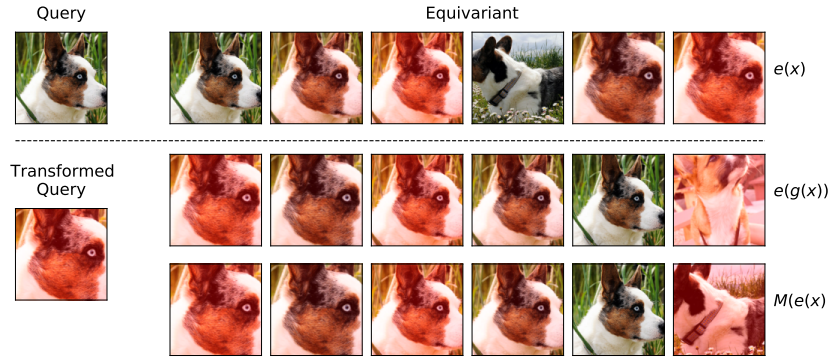 Query
Equivariant
e(x)
Transformed
Query
e(g(x))
M(e(x)